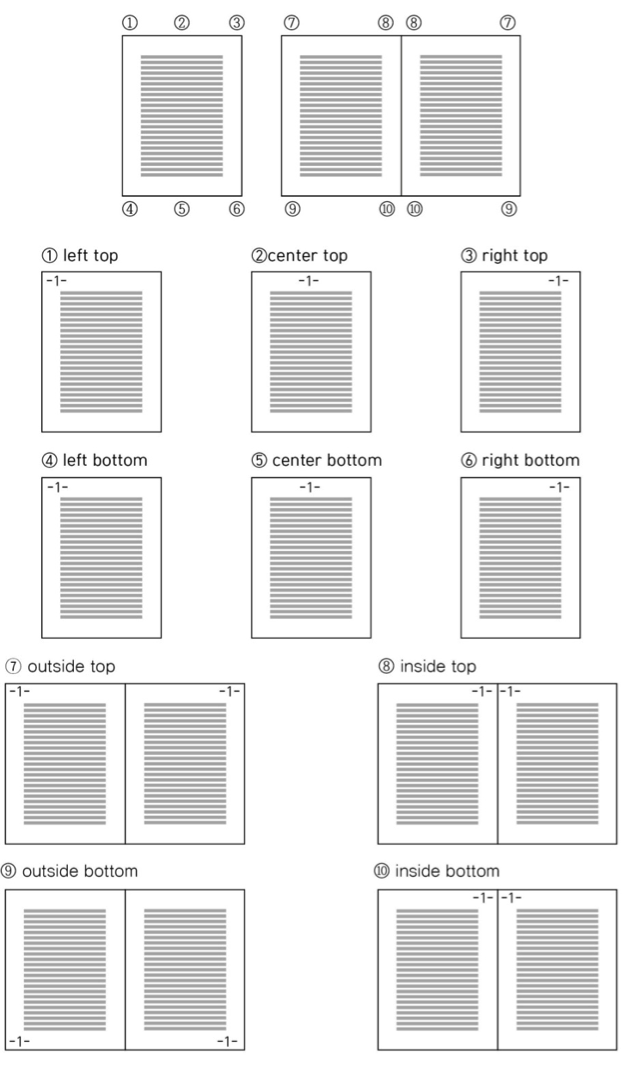 ① ② ③ ⑦ ⑧ ⑧ ⑦
④ ⑤ ⑥ ⑨ ⑩ ⑩ ⑨
① left top ②center top ③ right top
-1- -1- -1-
④ left bottom ⑤ center bottom ⑥ right bottom
-1- -1- -1-
⑦ outside top ⑧ inside top
-1- -1- -1- -1-
⑨ outside bottom ⑩ inside bottom
-1- -1-
-1- -1-